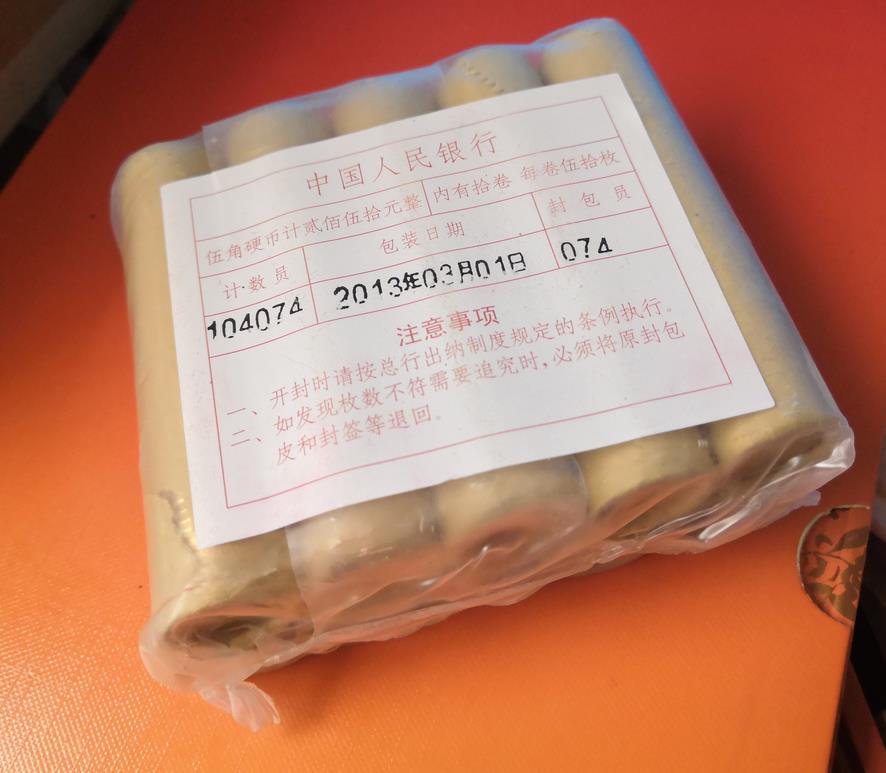 中国人民银行
伍角硬币计贰佰伍拾元整 内有拾卷 每卷伍拾枚
计数员 包装日期 封包员
104074 2013年03月01日 074
注意事项
一、开封时请按总行出纳制度规定的条例执行。
二、如发现枚数不符需要追究时,必须将原封包
皮和封签等退回。